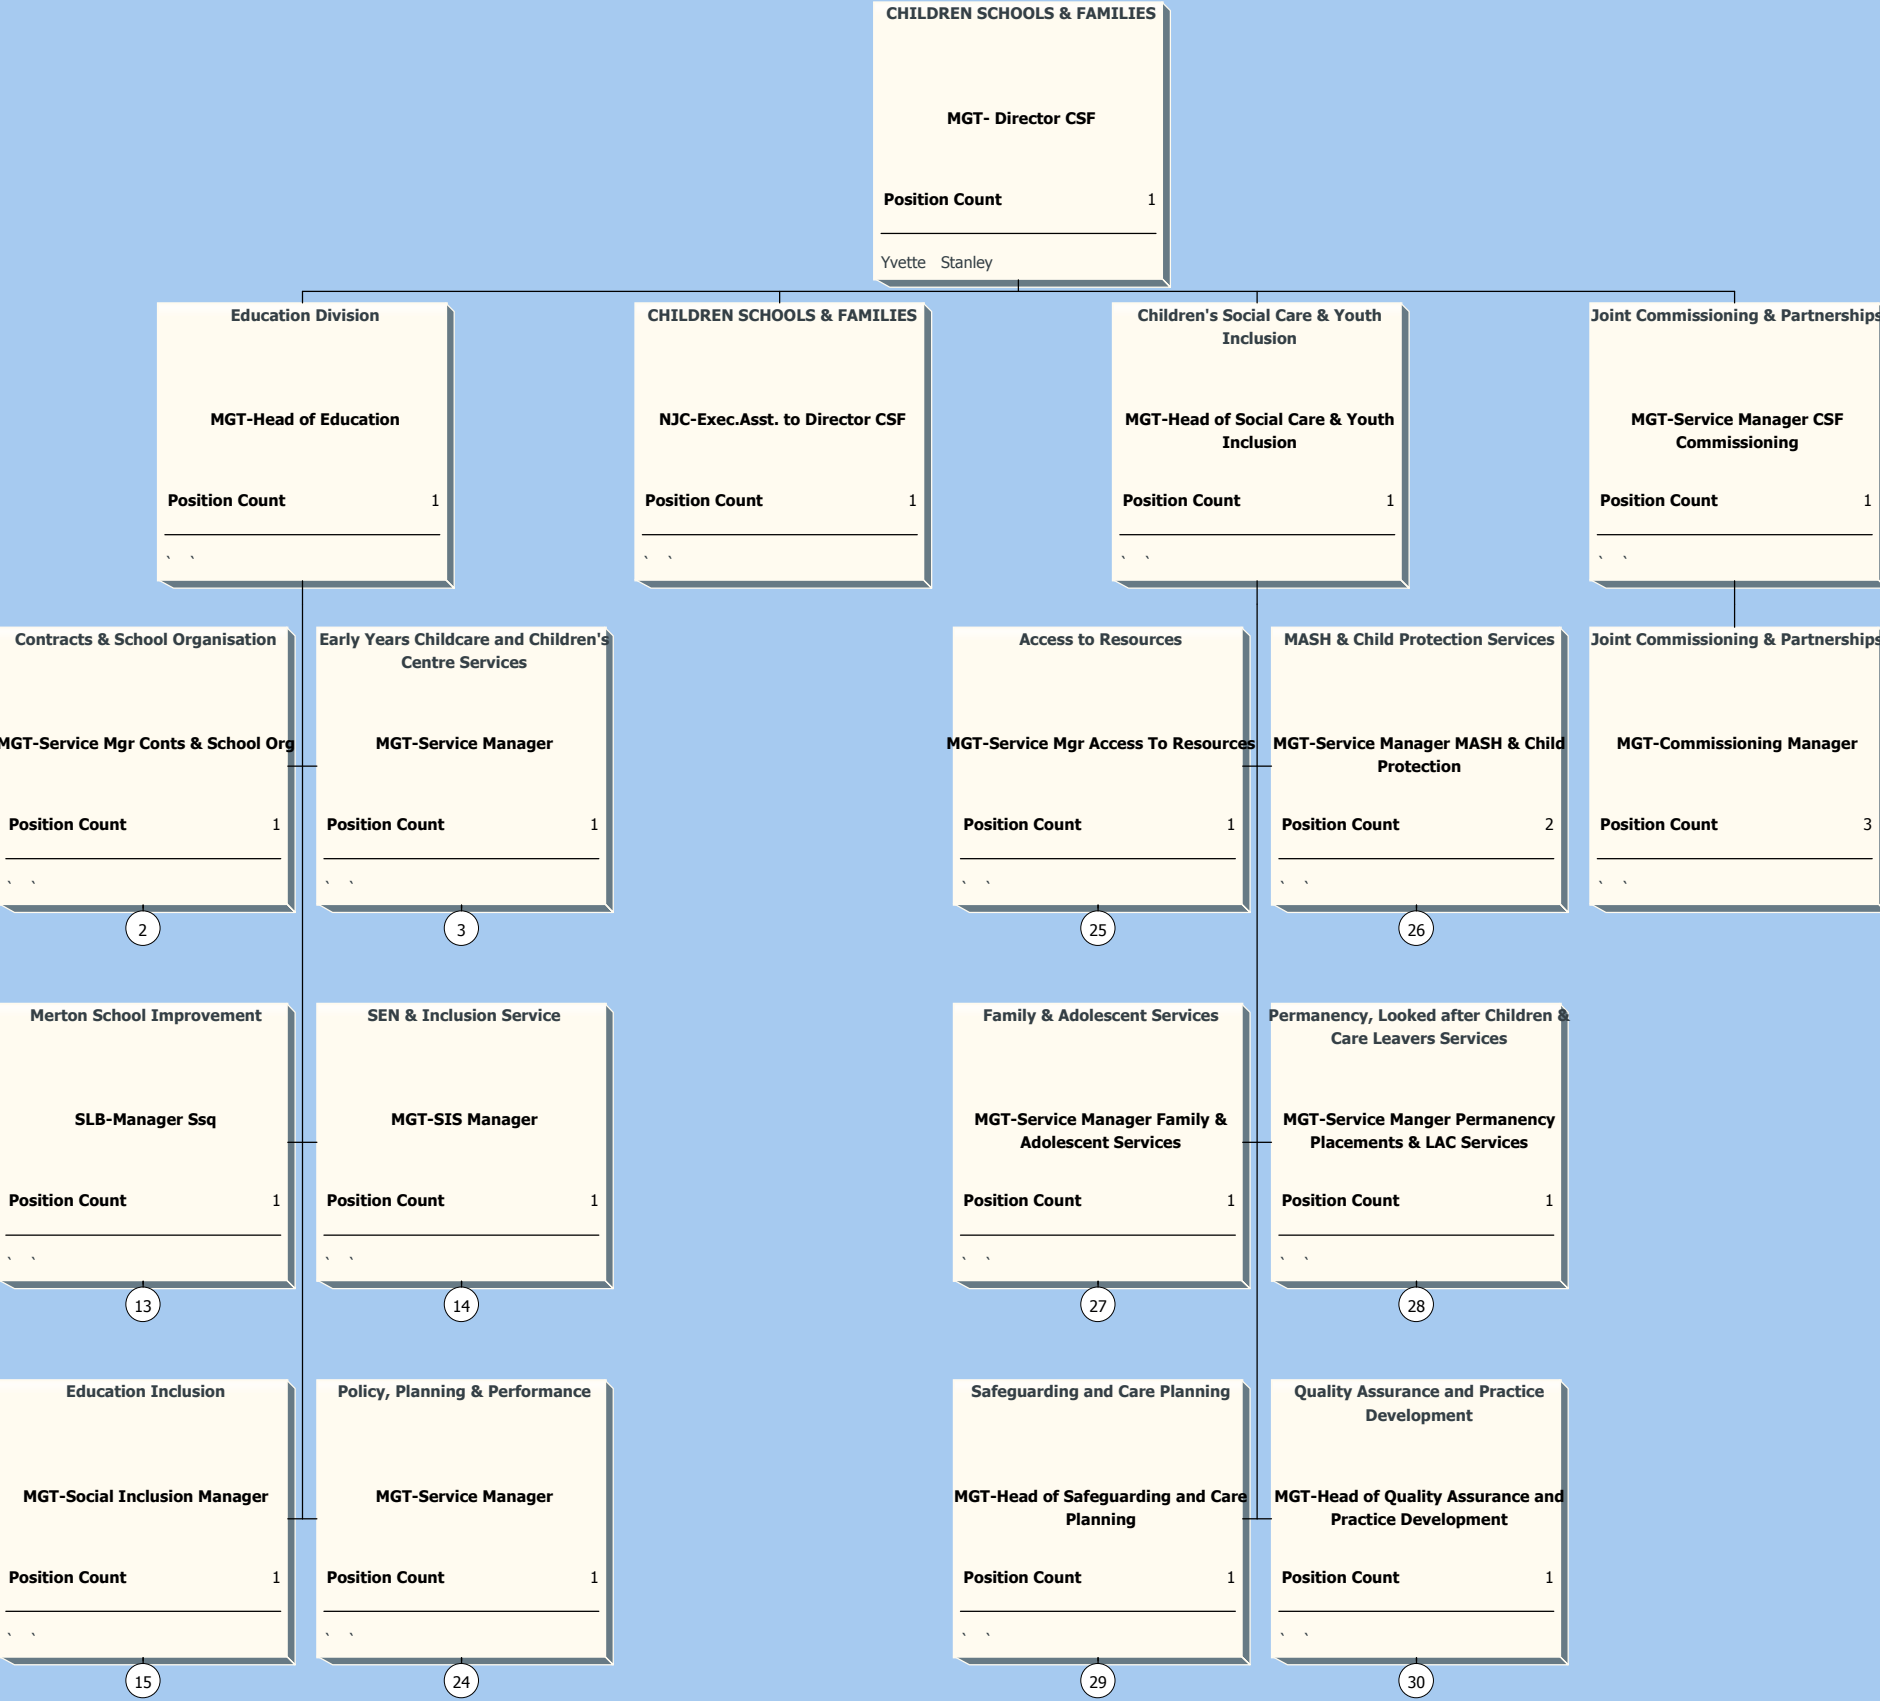 CHILDREN SCHOOLS & FAMILIES
MGT- Director CSF
Position Count 1
Yvette Stanley
Education Division
MGT-Head of Education
Position Count 1
` `
CHILDREN SCHOOLS & FAMILIES
NJC-Exec.Asst. to Director CSF
Position Count 1
` `
Children's Social Care & Youth
Inclusion
MGT-Head of Social Care & Youth
Inclusion
Position Count 1
` `
Joint Commissioning & Partnerships
MGT-Service Manager CSF
Commissioning
Position Count 1
` `
Contracts & School Organisation
MGT-Service Mgr Conts & School Org
Position Count 1
` `
2
Early Years Childcare and Children's
Centre Services
MGT-Service Manager
Position Count 1
` `
3
Access to Resources
MGT-Service Mgr Access To Resources
Position Count 1
` `
25
MASH & Child Protection Services
MGT-Service Manager MASH & Child
Protection
Position Count 2
` `
26
Joint Commissioning & Partnerships
MGT-Commissioning Manager
Position Count 3
` `
Merton School Improvement
SLB-Manager Ssq
Position Count 1
` `
13
SEN & Inclusion Service
MGT-SIS Manager
Position Count 1
` `
14
Family & Adolescent Services
MGT-Service Manager Family &
Adolescent Services
Position Count 1
` `
27
Permanency, Looked after Children &
Care Leavers Services
MGT-Service Manger Permanency
Placements & LAC Services
Position Count 1
` `
28
Education Inclusion
MGT-Social Inclusion Manager
Position Count 1
` `
15
Policy, Planning & Performance
MGT-Service Manager
Position Count 1
` `
24
Safeguarding and Care Planning
MGT-Head of Safeguarding and Care
Planning
Position Count 1
` `
29
Quality Assurance and Practice
Development
MGT-Head of Quality Assurance and
Practice Development
Position Count 1
` `
30